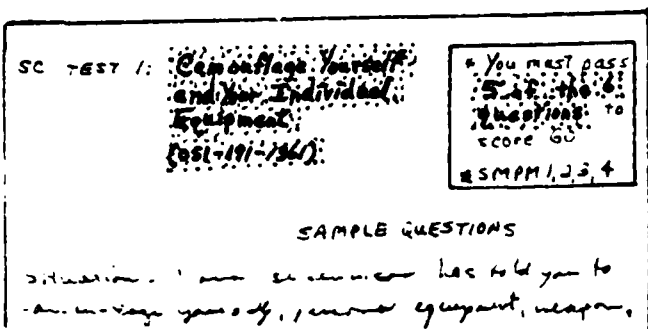 SC TEST 1: Camouflage Yourself
and Your Individual
Equipment
(051-191-1361)
* You must pass
5 of the 6
questions to
score GO
* SMPM 1, 2, 3, 4
SAMPLE QUESTIONS
Situation. has told you to
yourself, personal equipment, weapon,